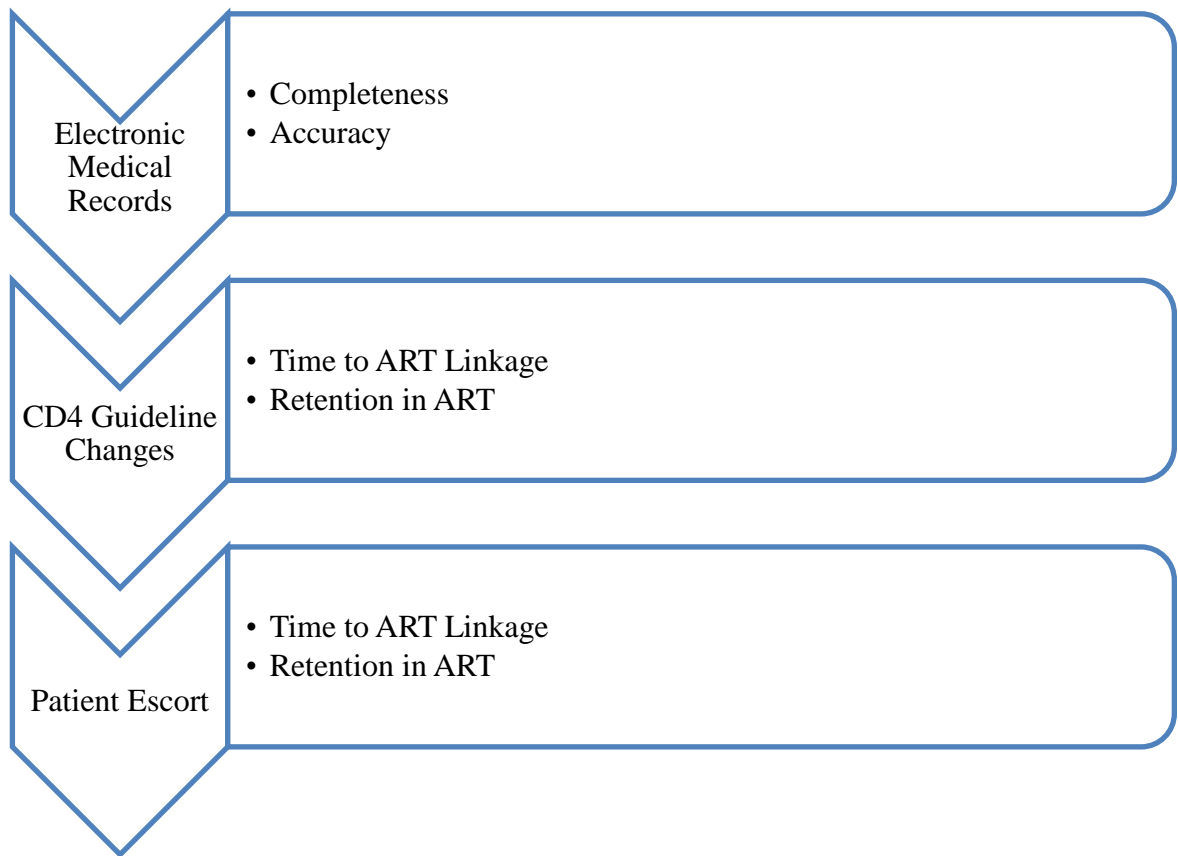 Electronic
Medical
Records
• Completeness
• Accuracy
CD4 Guideline
Changes
• Time to ART Linkage
• Retention in ART
Patient Escort
• Time to ART Linkage
• Retention in ART